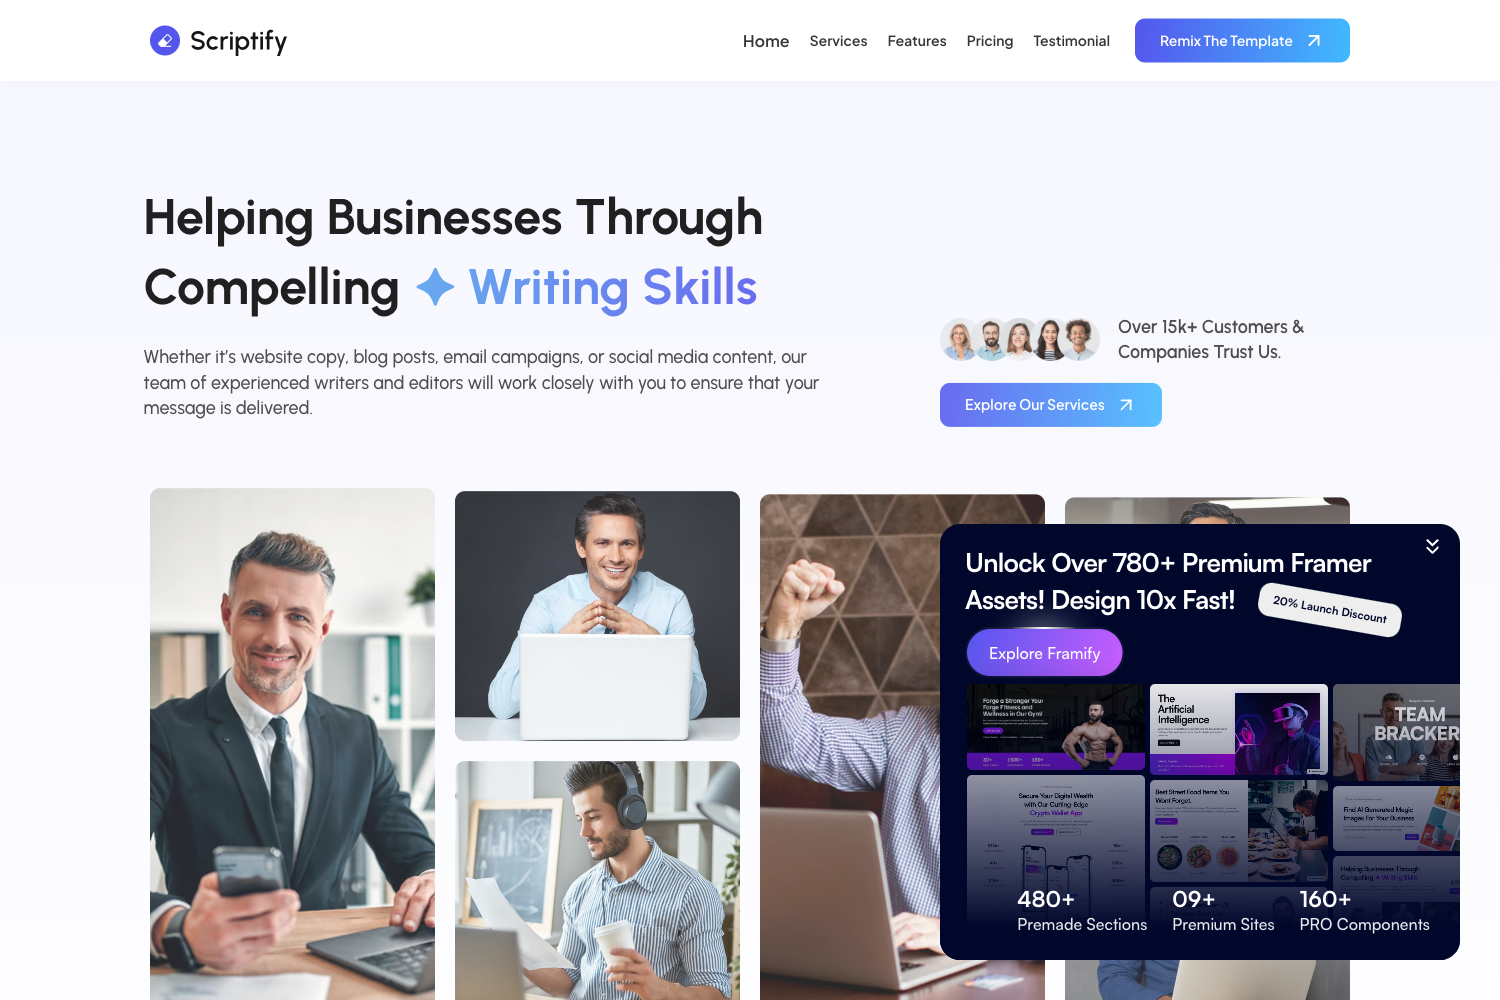 Scriptify
Home
Services
Features
Pricing
Testimonial
Remix The Template
Helping Businesses Through
Compelling Writing Skills
Whether it's website copy, blog posts, email campaigns, or social media content, our
team of experienced writers and editors will work closely with you to ensure that your
message is delivered.
Over 15k+ Customers &
Companies Trust Us.
Explore Our Services
Unlock Over 780+ Premium Framer
Assets! Design 10x Fast!
20% Launch Discount
Explore Framify
Forge a Stronger Your
Forge Fitness and
Wellness in Our Gym!
The
Artificial
Intelligence
TEAM
BRACKER
Secure Your Digital Wealth
with Our Cutting-Edge
Crypto Wallet App
Best Street Food Items You
Wont Forget.
Find AI Generated Magic
Images For Your Business
Helping Businesses Through
Compelling Writing Skills
480+
Premade Sections
09+
Premium Sites
160+
PRO Components